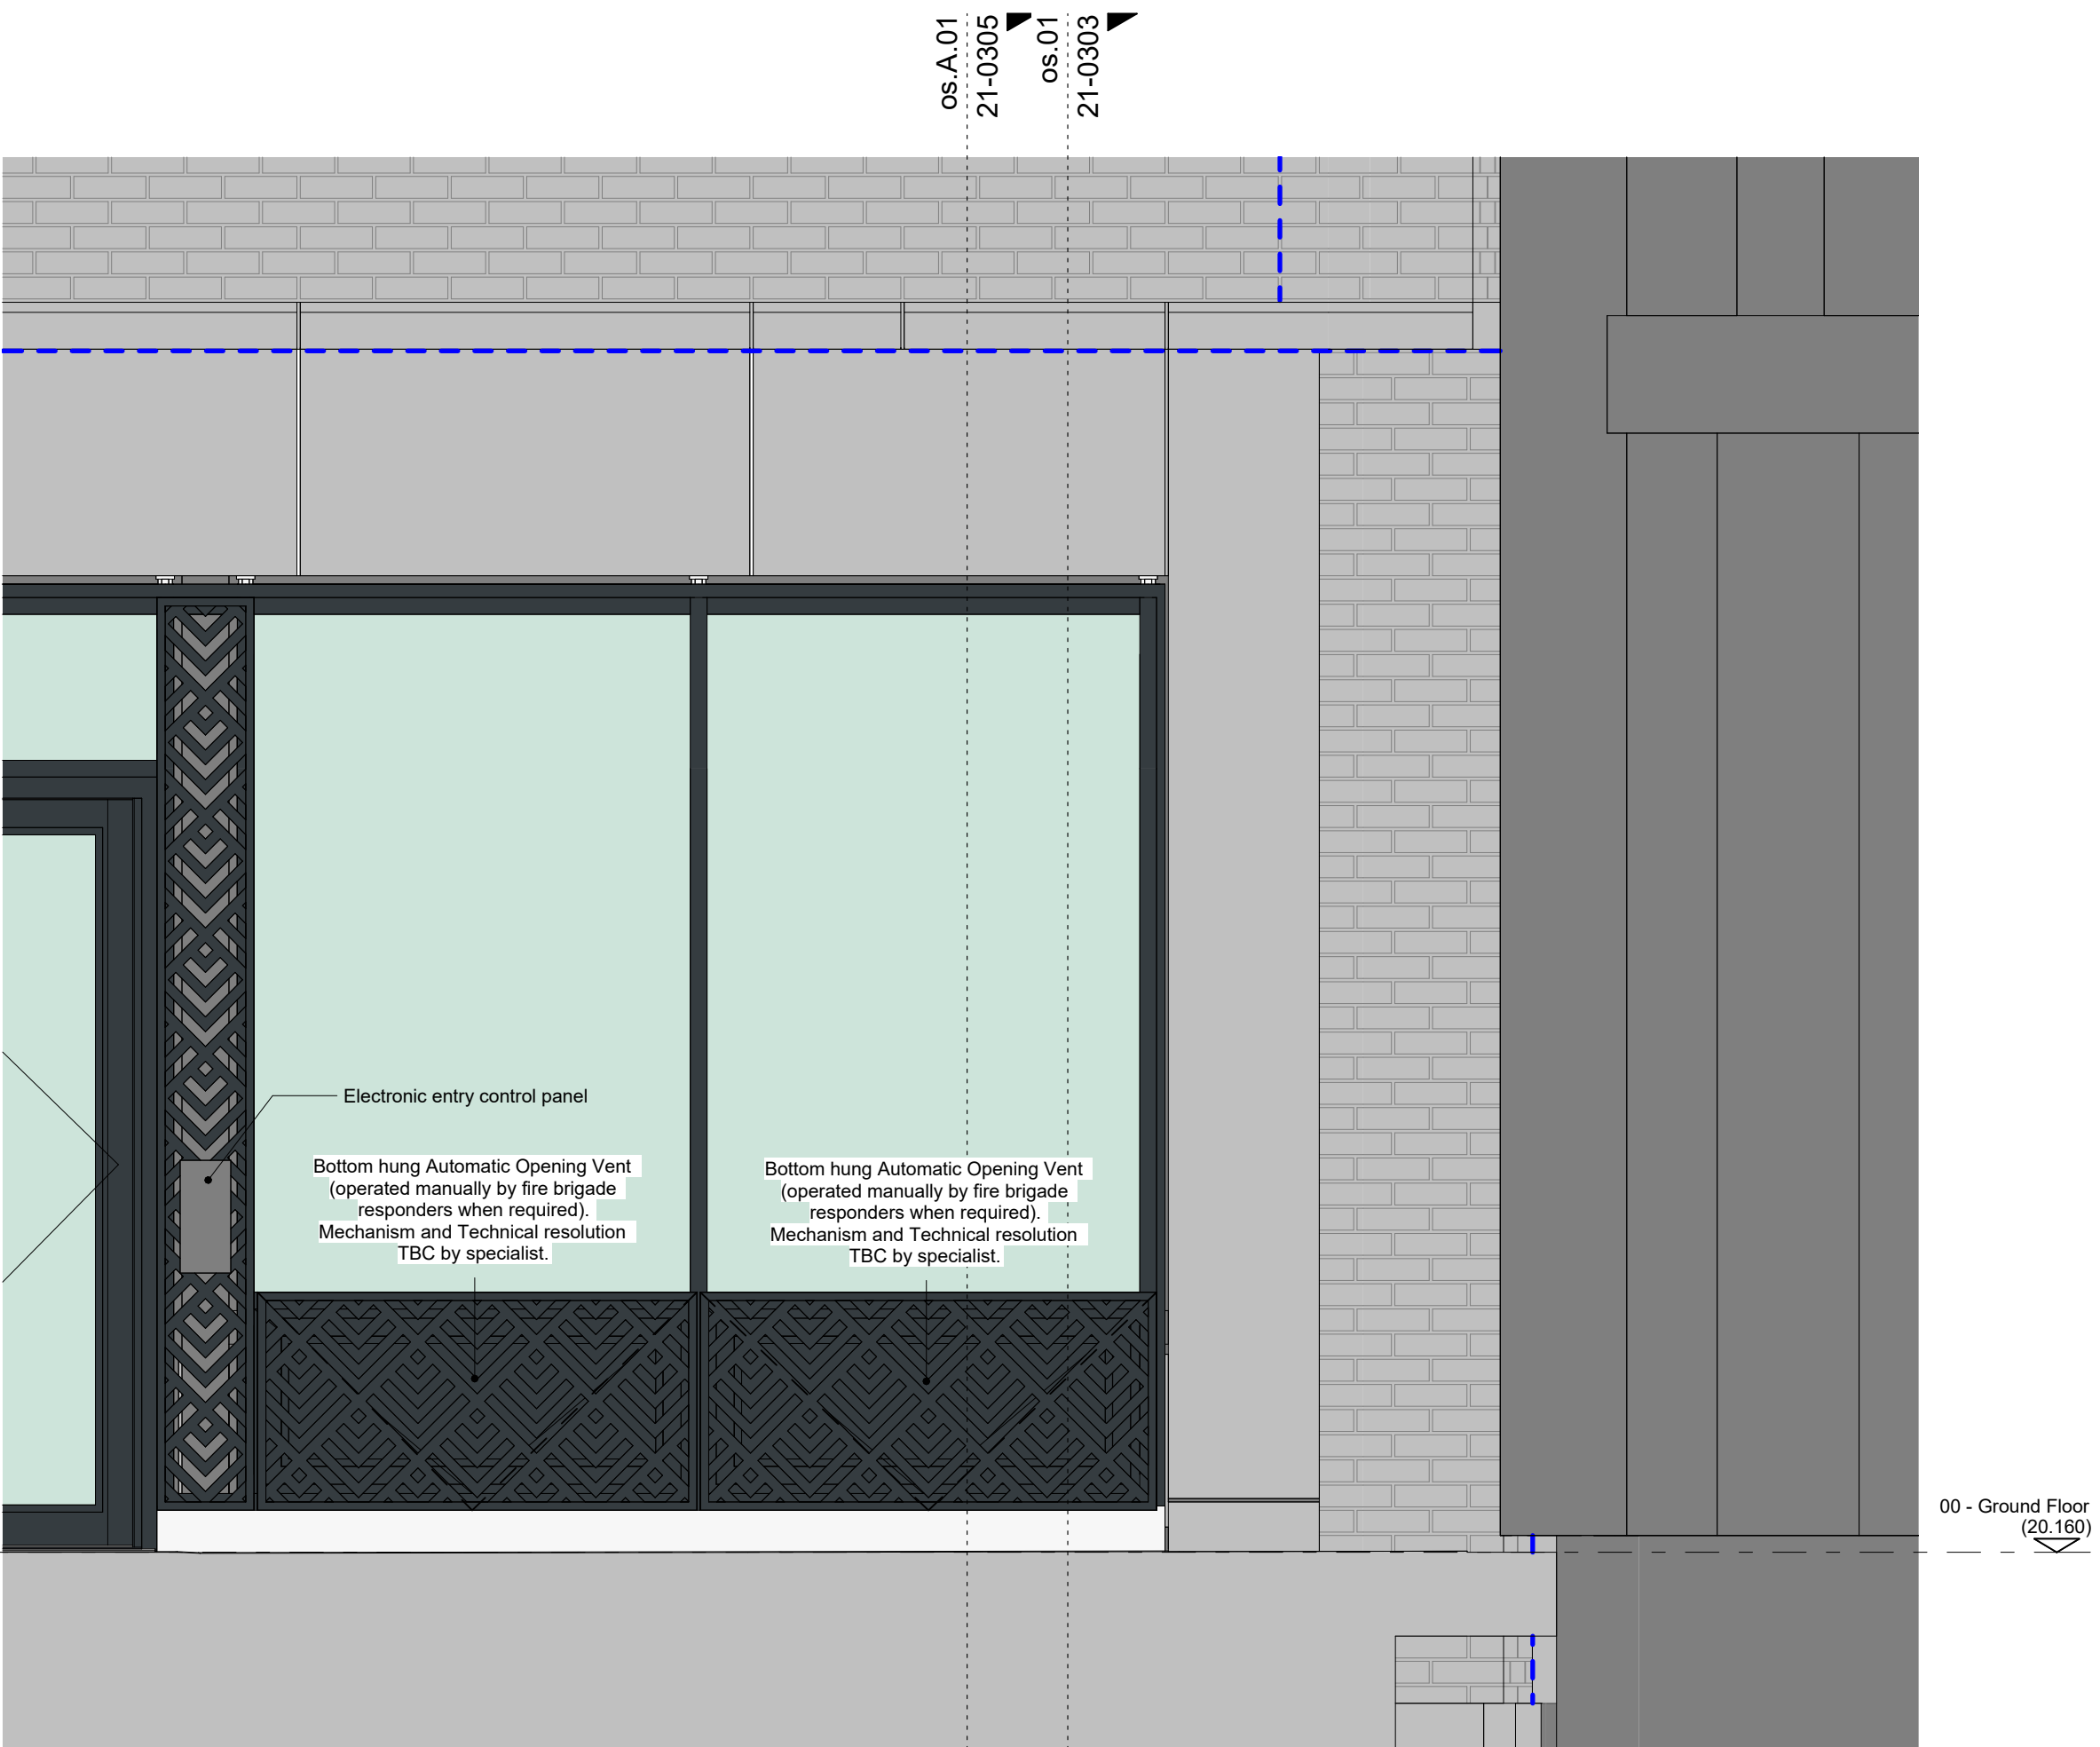 os.A.01
21-0305
os.01
21-0303
Electronic entry control panel
Bottom hung Automatic Opening Vent
(operated manually by fire brigade
responders when required).
Mechanism and Technical resolution
TBC by specialist.
Bottom hung Automatic Opening Vent
(operated manually by fire brigade
responders when required).
Mechanism and Technical resolution
TBC by specialist.
00 - Ground Floor
(20.160)